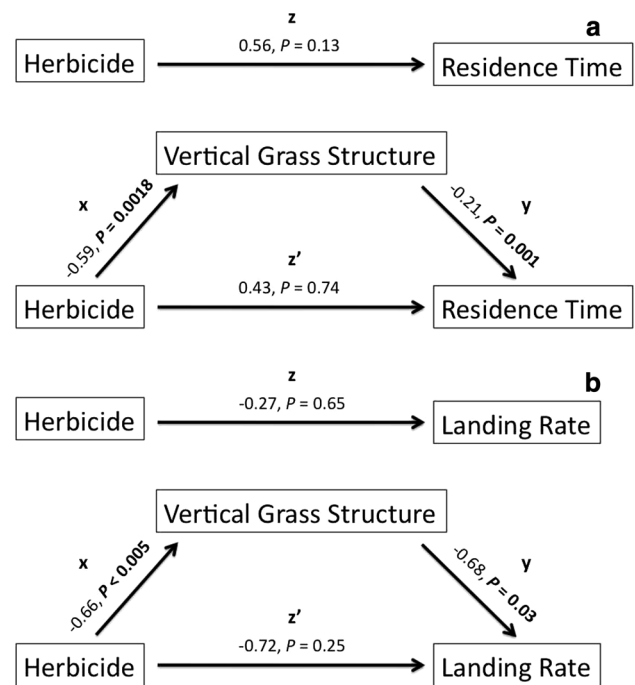 a
z
0.56, P = 0.13
Herbicide
Residence Time
Vertical Grass Structure
x
-0.59, P = 0.0018
y
-0.21, P = 0.001
z’
0.43, P = 0.74
Herbicide
Residence Time
b
z
-0.27, P = 0.65
Herbicide
Landing Rate
Vertical Grass Structure
x
-0.66, P < 0.005
y
-0.68, P = 0.03
z’
-0.72, P = 0.25
Herbicide
Landing Rate